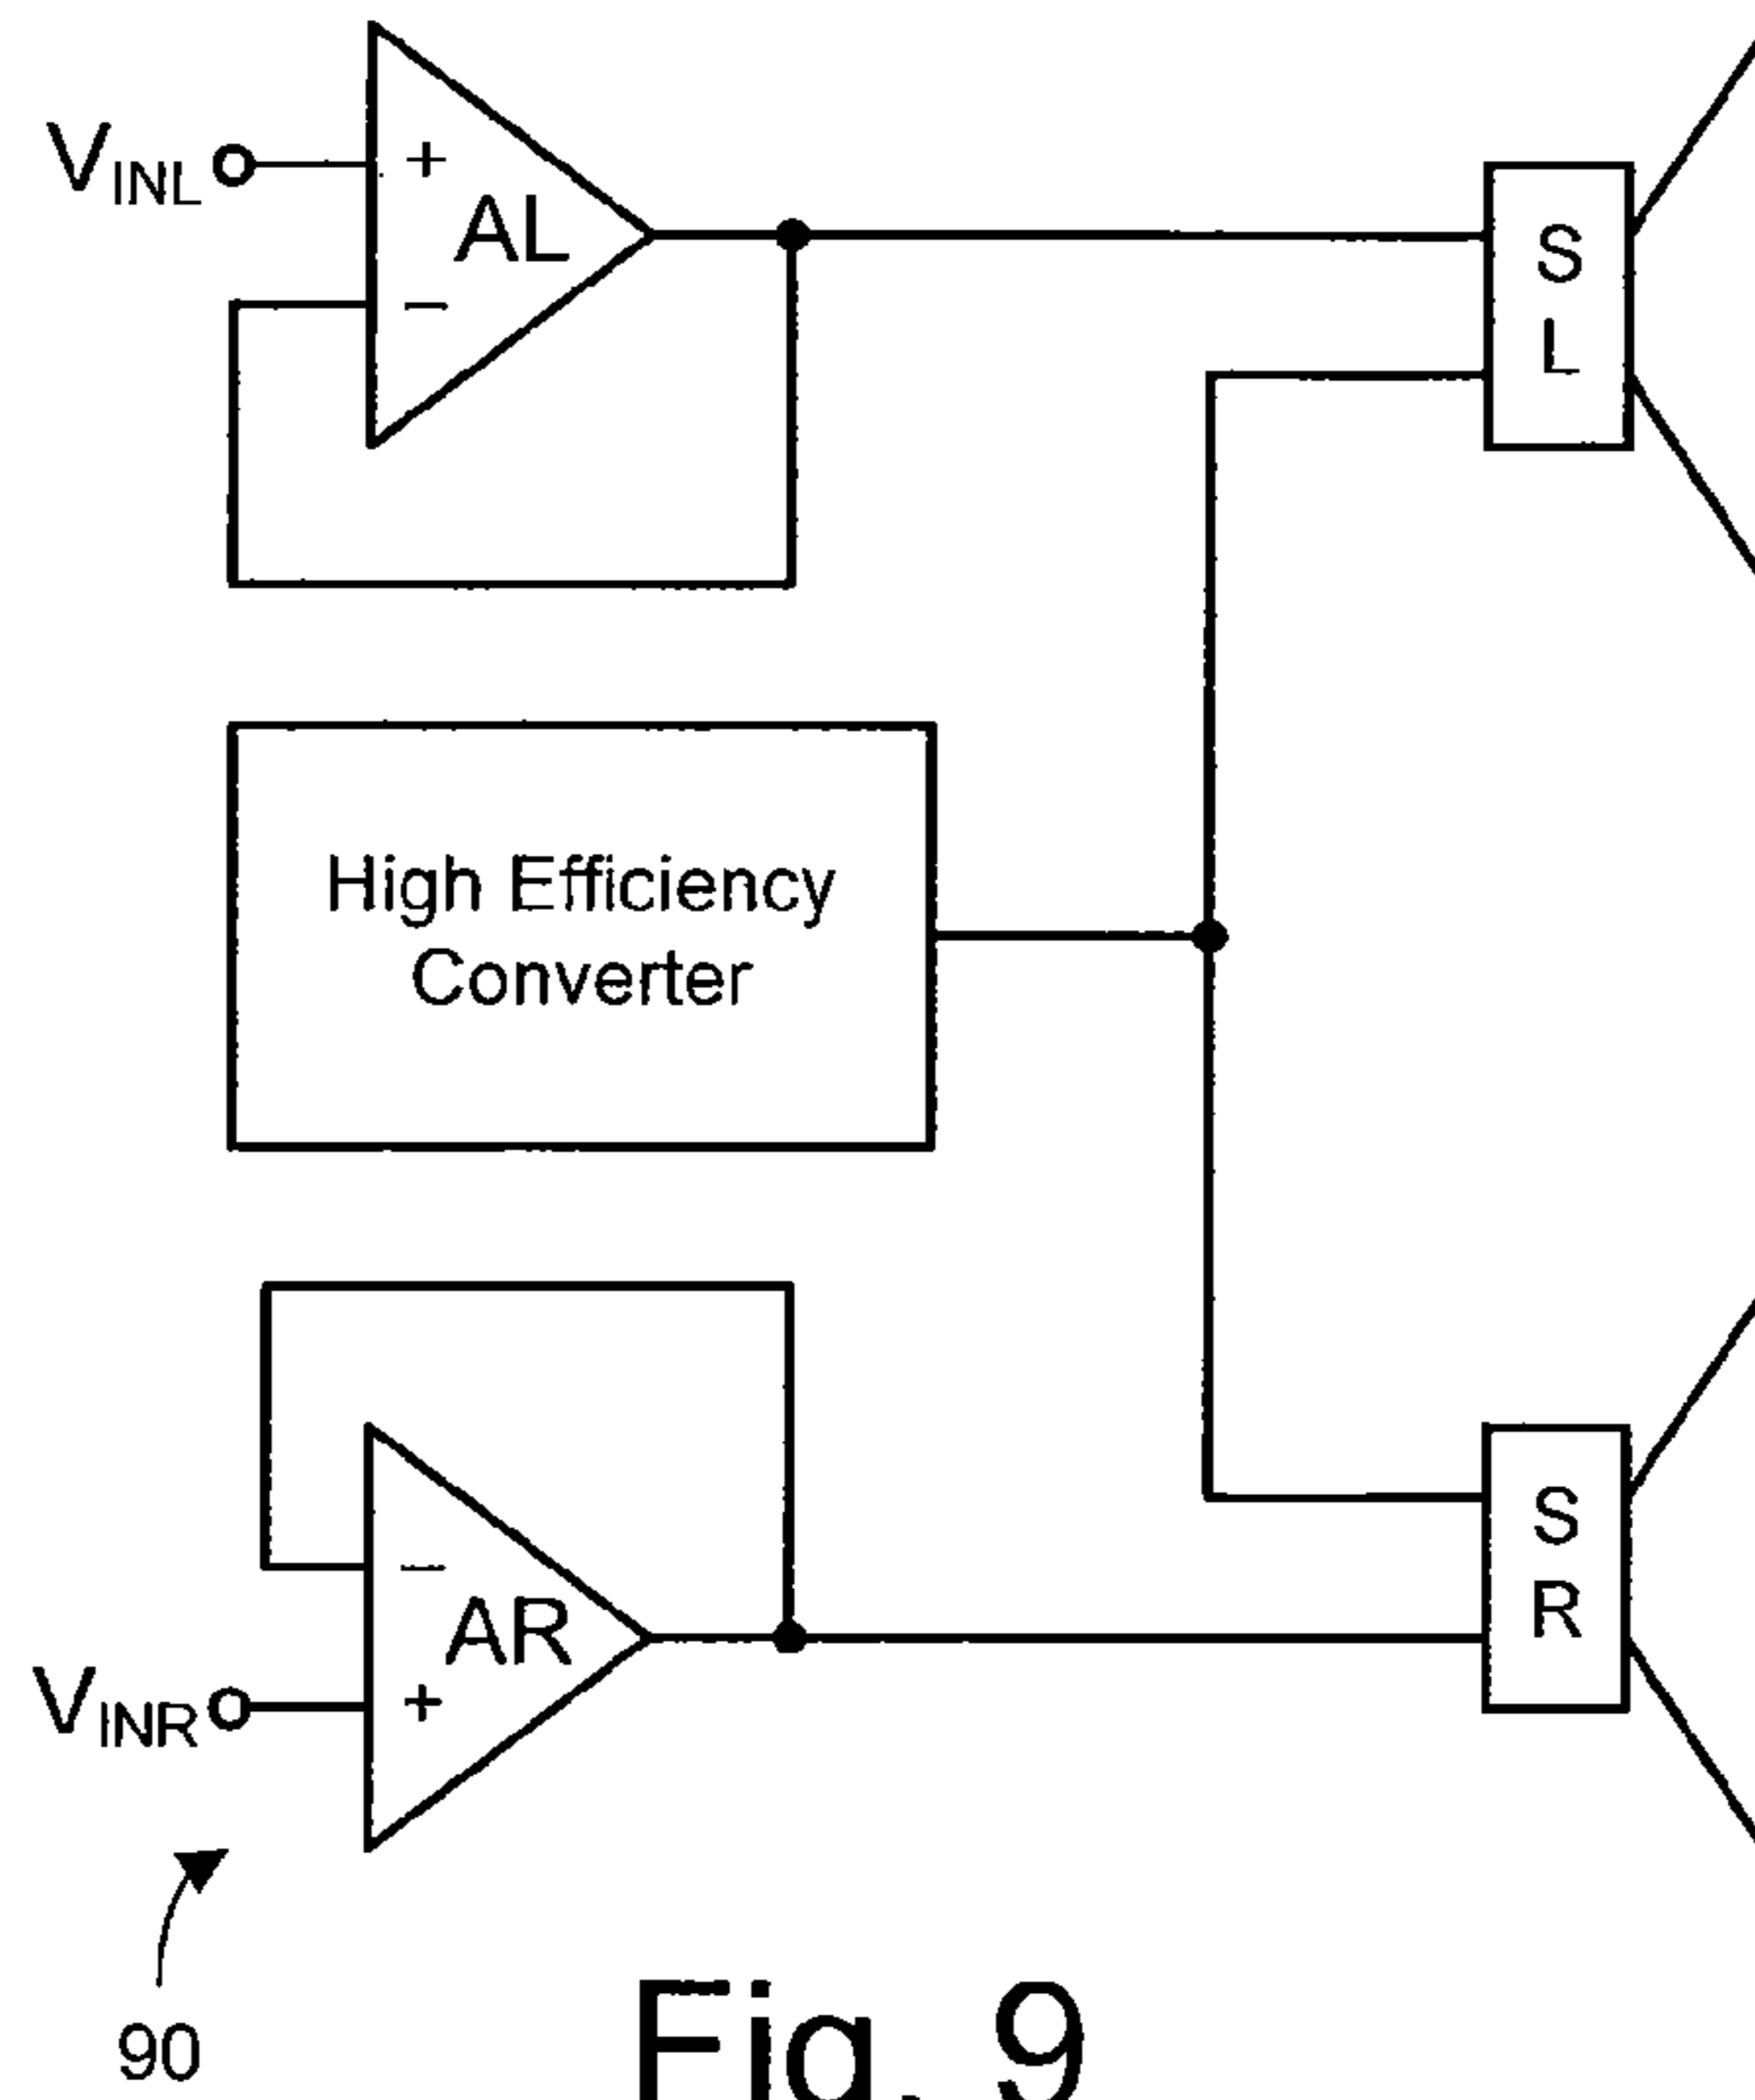 V_INL
+
AL
−
S
L
High Efficiency
Converter
−
AR
+
V_INR
S
R
90
Fig. 9